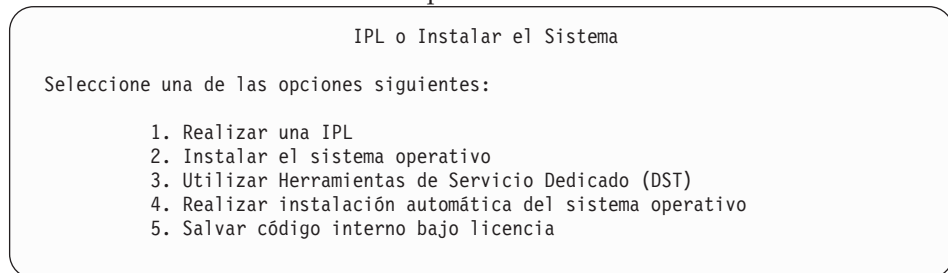 IPL o Instalar el Sistema
Seleccione una de las opciones siguientes:
1. Realizar una IPL
2. Instalar el sistema operativo
3. Utilizar Herramientas de Servicio Dedicado (DST)
4. Realizar instalación automática del sistema operativo
5. Salvar código interno bajo licencia